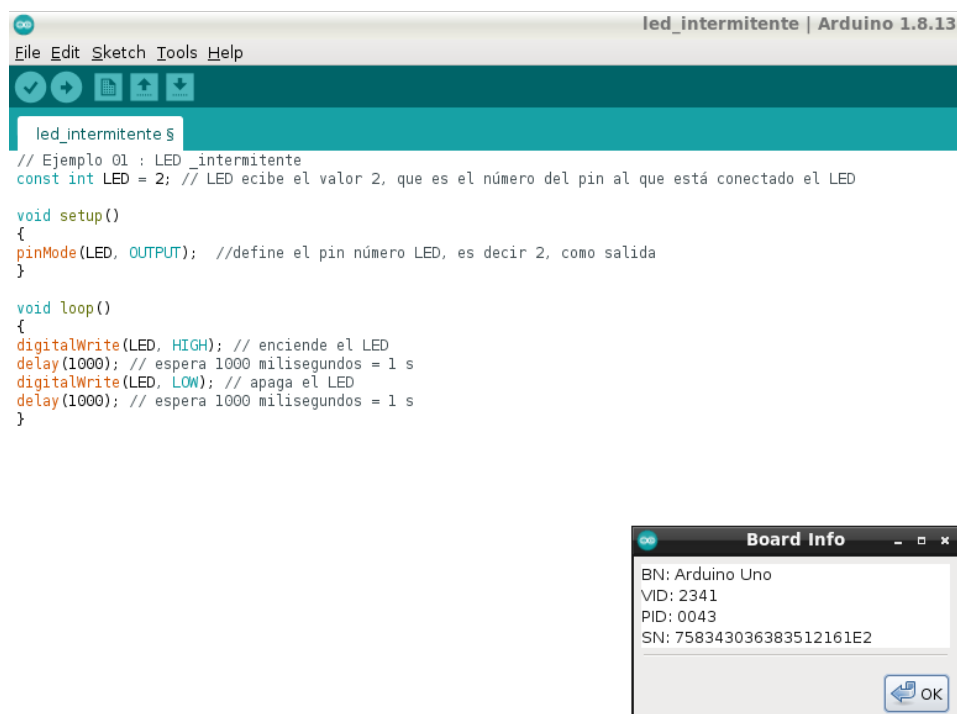 led_intermitente | Arduino 1.8.13
File Edit Sketch Tools Help
led_intermitente §
// Ejemplo 01 : LED _intermitente
const int LED = 2; // LED ecibe el valor 2, que es el número del pin al que está conectado el LED
void setup()
{
pinMode(LED, OUTPUT);  //define el pin número LED, es decir 2, como salida
}
void loop()
{
digitalWrite(LED, HIGH); // enciende el LED
delay(1000); // espera 1000 milisegundos = 1 s
digitalWrite(LED, LOW); // apaga el LED
delay(1000); // espera 1000 milisegundos = 1 s
}
Board Info
BN: Arduino Uno
VID: 2341
PID: 0043
SN: 758343036383512161E2
OK